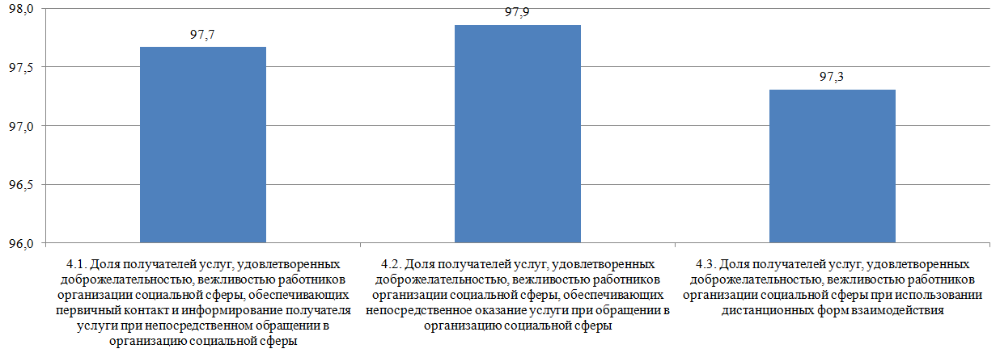 98,0
97,5
97,0
96,5
96,0
97,7
97,9
97,3
4.1. Доля получателей услуг, удовлетворенных
доброжелательностью, вежливостью работников
организации социальной сферы, обеспечивающих
первичный контакт и информирование получателя
услуги при непосредственном обращении в
организацию социальной сферы
4.2. Доля получателей услуг, удовлетворенных
доброжелательностью, вежливостью работников
организации социальной сферы, обеспечивающих
непосредственное оказание услуги при обращении в
организацию социальной сферы
4.3. Доля получателей услуг, удовлетворенных
доброжелательностью, вежливостью работников
организации социальной сферы при использовании
дистанционных форм взаимодействия